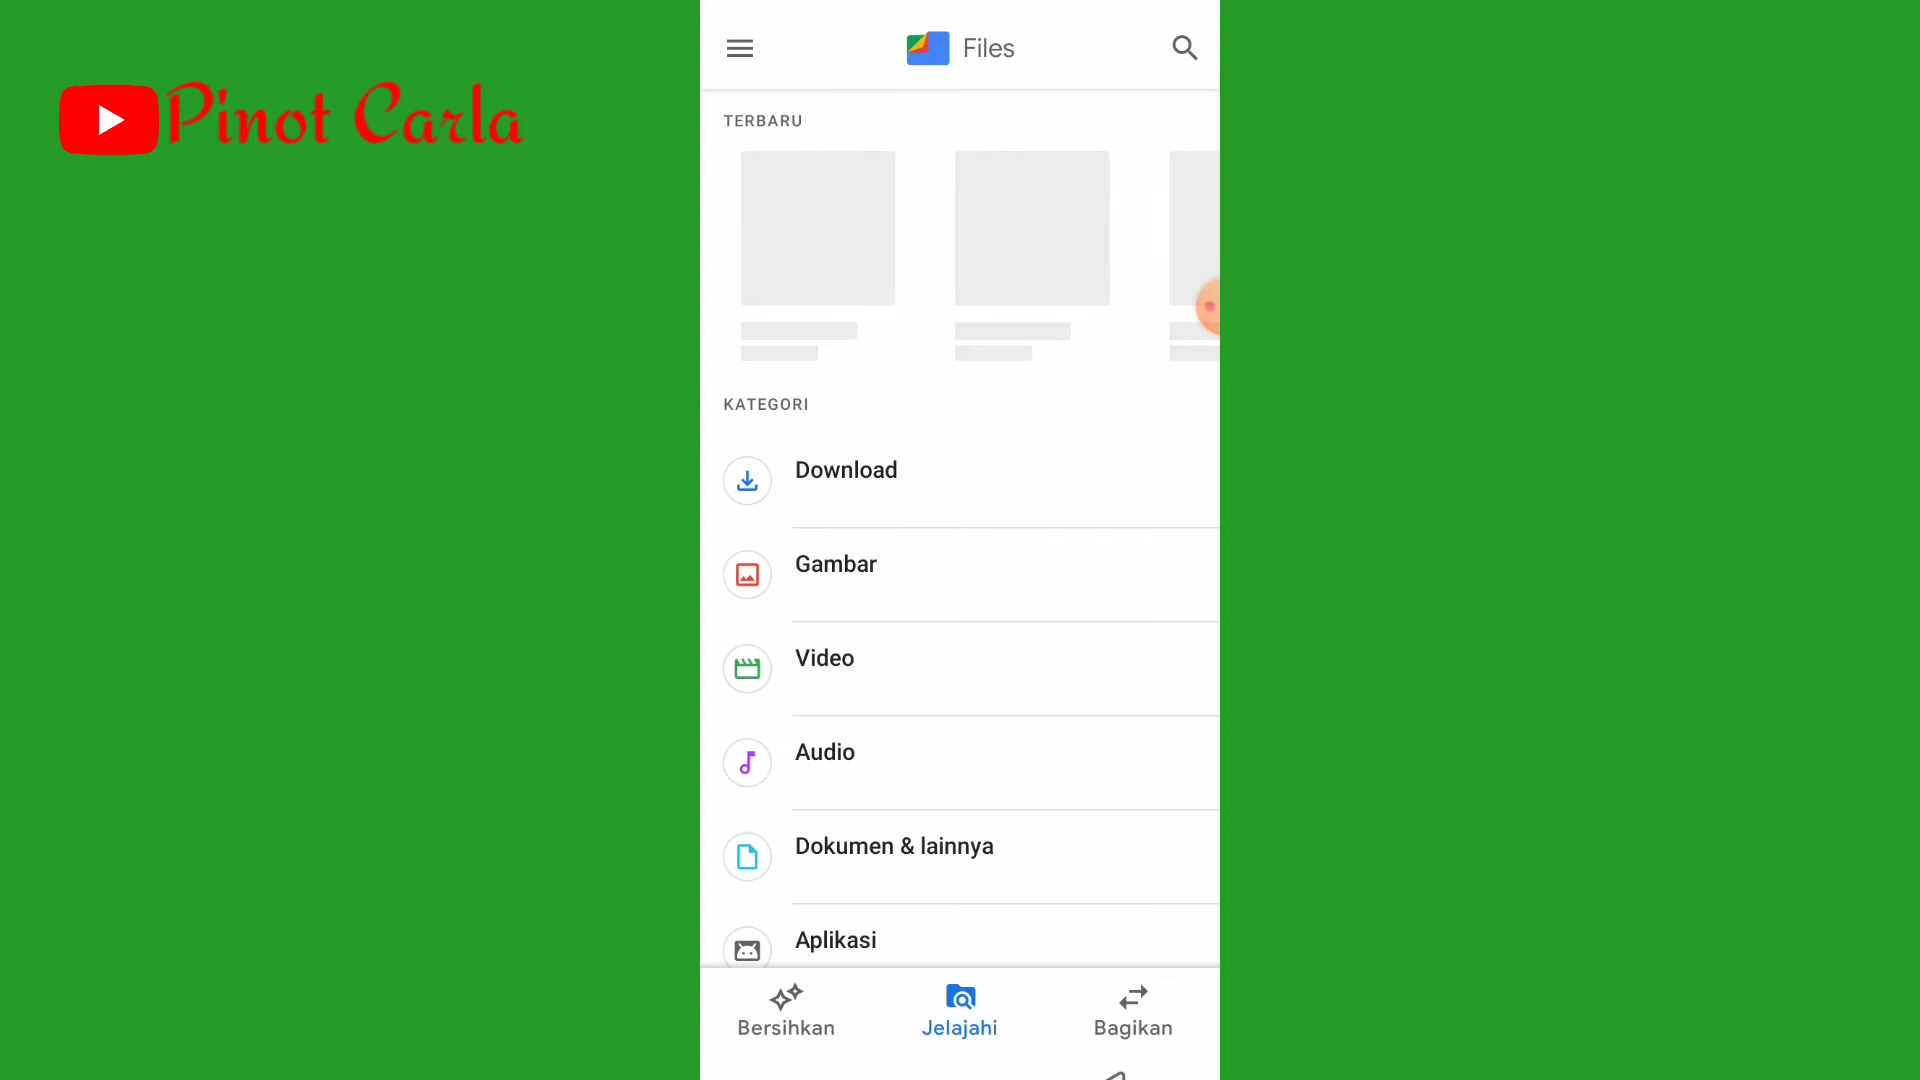 Pinot Carla
Files
TERBARU
KATEGORI
Download
Gambar
Video
Audio
Dokumen & lainnya
Aplikasi
Bersihkan
Jelajahi
Bagikan